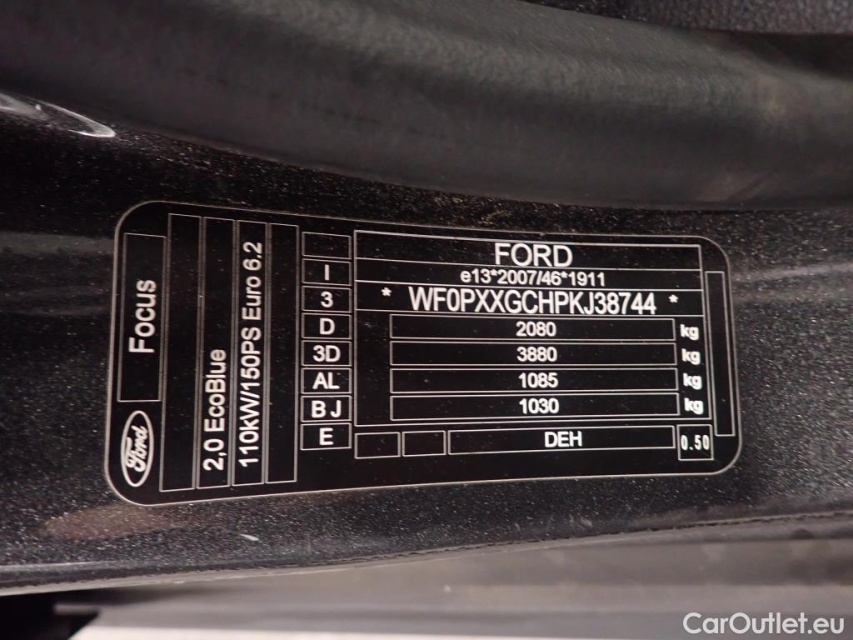 FORD
e13*2007/46*1911
* WF0PXXGCHPKJ38744 *
2080 kg
3880 kg
1085 kg
1030 kg
DEH 0.50
I
3
D
3D
AL
BJ
E
Focus
2,0 EcoBlue
110kW/150PS Euro 6.2
Ford
CarOutlet.eu